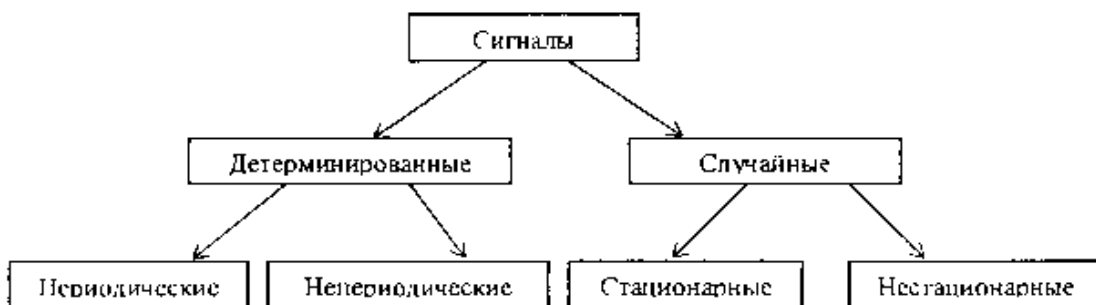 Сигналы
Детерминированные
Случайные
Периодические
Непериодические
Стационарные
Нестационарные